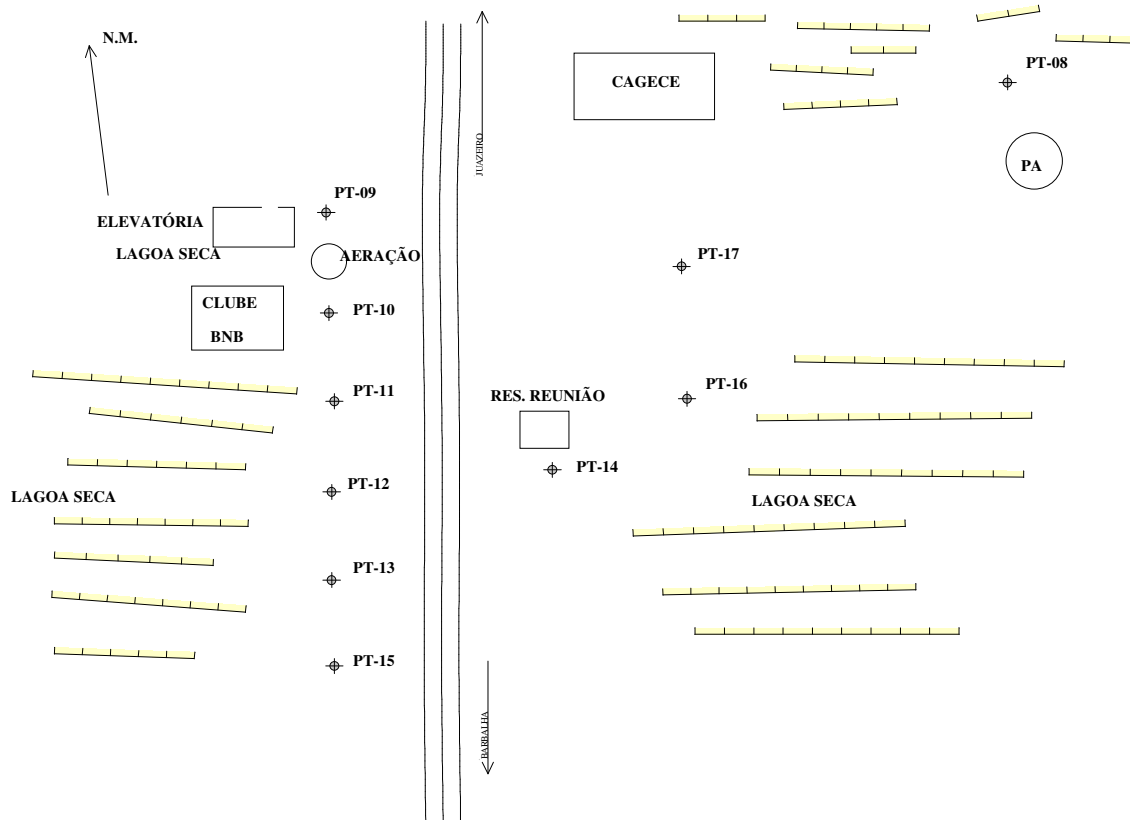 N.M.
JUAZEIRO
CAGECE
PT-08
PA
PT-09
ELEVATÓRIA
LAGOA SECA
AERAÇÃO
PT-17
CLUBE
BNB
PT-10
PT-11
RES. REUNIÃO
PT-16
PT-14
PT-12
LAGOA SECA
LAGOA SECA
PT-13
PT-15
BARBALHA